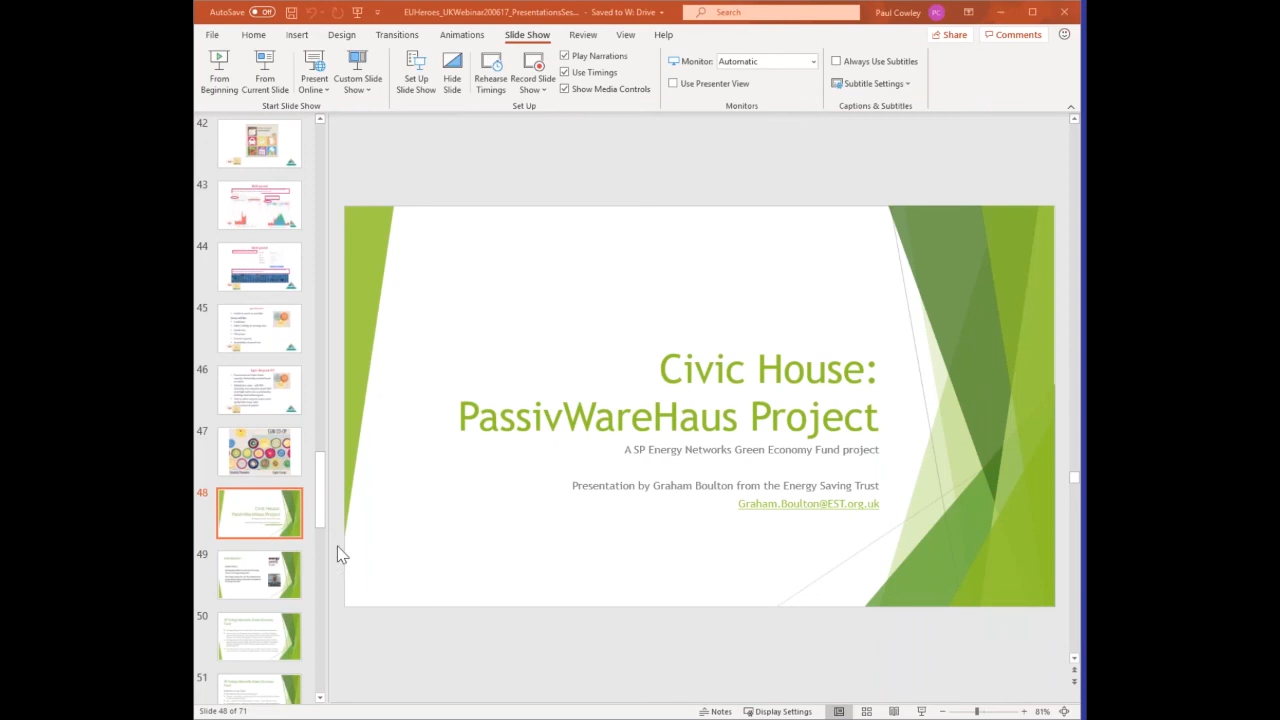 AutoSave Off EUHeroes_UKWebinar200617_PresentationsSes... - Saved to W: Drive Search Paul Cowley PC
File Home Insert Design Transitions Animations Slide Show Review View Help Share Comments
From Beginning
From Current Slide
Present Online
Custom Slide Show
Set Up Slide Show
Hide Slide
Rehearse Timings
Record Slide Show
Play Narrations
Use Timings
Show Media Controls
Monitor: Automatic
Use Presenter View
Always Use Subtitles
Subtitle Settings
Start Slide Show Set Up Monitors Captions & Subtitles
42
43
44
45
46
47
48
49
50
51
Civic House:
PassivWareHaus Project
A SP Energy Networks Green Economy Fund project
Presentation by Graham Boulton from the Energy Saving Trust
Graham.Boulton@EST.org.uk
Slide 48 of 71 Notes Display Settings 81%